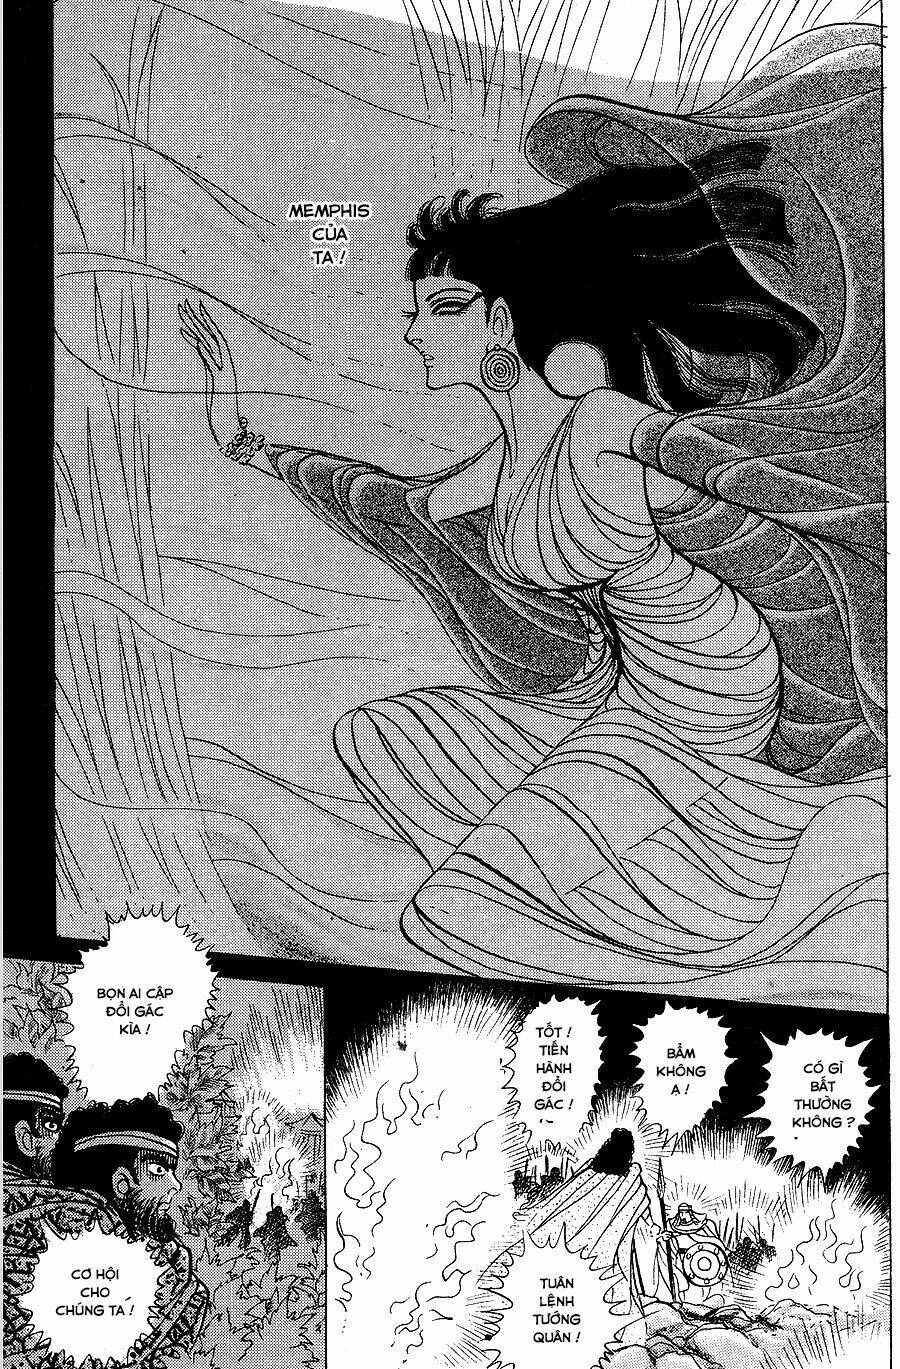 MEMPHIS
CỦA
TA !
CÓ GÌ
BẤT
THƯỜNG
KHÔNG ?
BẨM
KHÔNG
Ạ !
TỐT !
TIẾN
HÀNH
ĐỔI
GÁC !
TUÂN
LỆNH
TƯỚNG
QUÂN !
BỌN AI CẬP
ĐỔI GÁC
KÌA !
CƠ HỘI
CHO
CHÚNG TA !